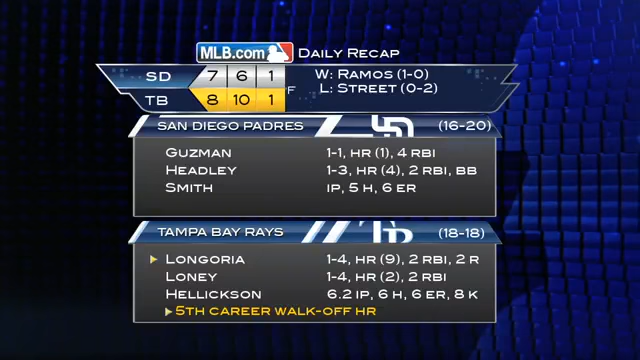 MLB.com DAILY RECAP
SD 7 6 1 W: RAMOS (1-0)
F L: STREET (0-2)
TB 8 10 1
SAN DIEGO PADRES SD (16-20)
GUZMAN 1-1, HR (1), 4 RBI
HEADLEY 1-3, HR (4), 2 RBI, BB
SMITH IP, 5 H, 6 ER
TAMPA BAY RAYS TB (18-18)
LONGORIA 1-4, HR (9), 2 RBI, 2 R
LONEY 1-4, HR (2), 2 RBI
HELLICKSON 6.2 IP, 6 H, 6 ER, 8 K
5TH CAREER WALK-OFF HR